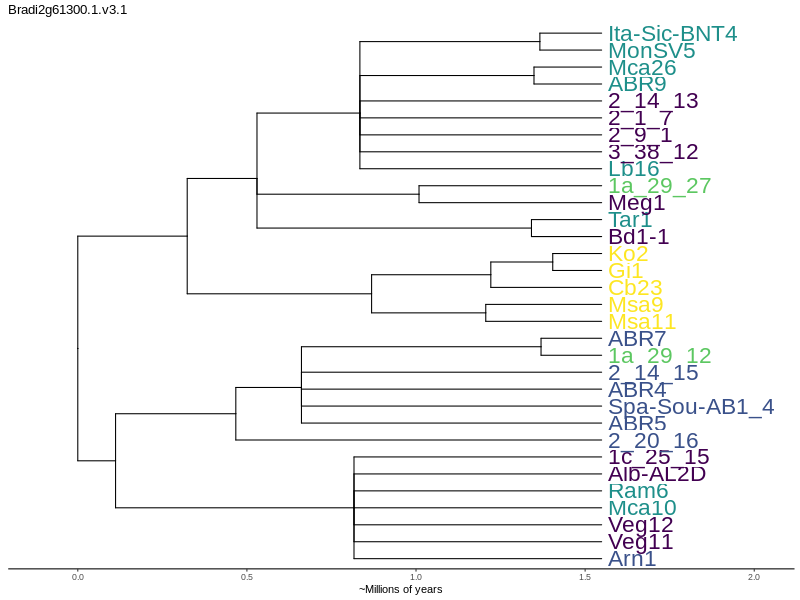 Bradi2g61300.1.v3.1
Ita-Sic-BNT4
MonSV5
Mca26
ABR9
2_14_13
2_1_7
2_9_1
3_38_12
Lb16
1a_29_27
Meg1
Tar1
Bd1-1
Ko2
Gi1
Cb23
Msa9
Msa11
ABR7
1a_29_12
2_14_15
ABR4
Spa-Sou-AB1_4
ABR5
2_20_16
1c_25_15
Alb-AL2D
Ram6
Mca10
Veg12
Veg11
Arn1
0.0 0.5 1.0 1.5 2.0
~Millions of years